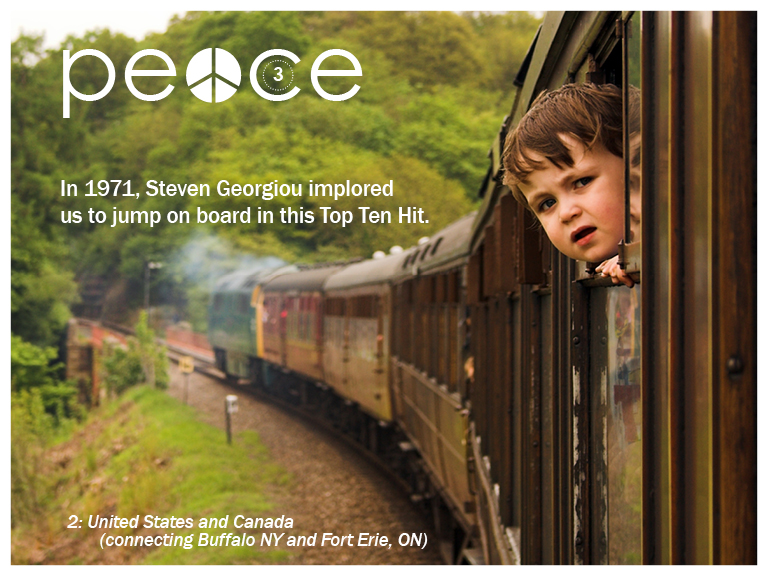 peace
3
In 1971, Steven Georgiou implored
us to jump on board in this Top Ten Hit.
2: United States and Canada
(connecting Buffalo NY and Fort Erie, ON)